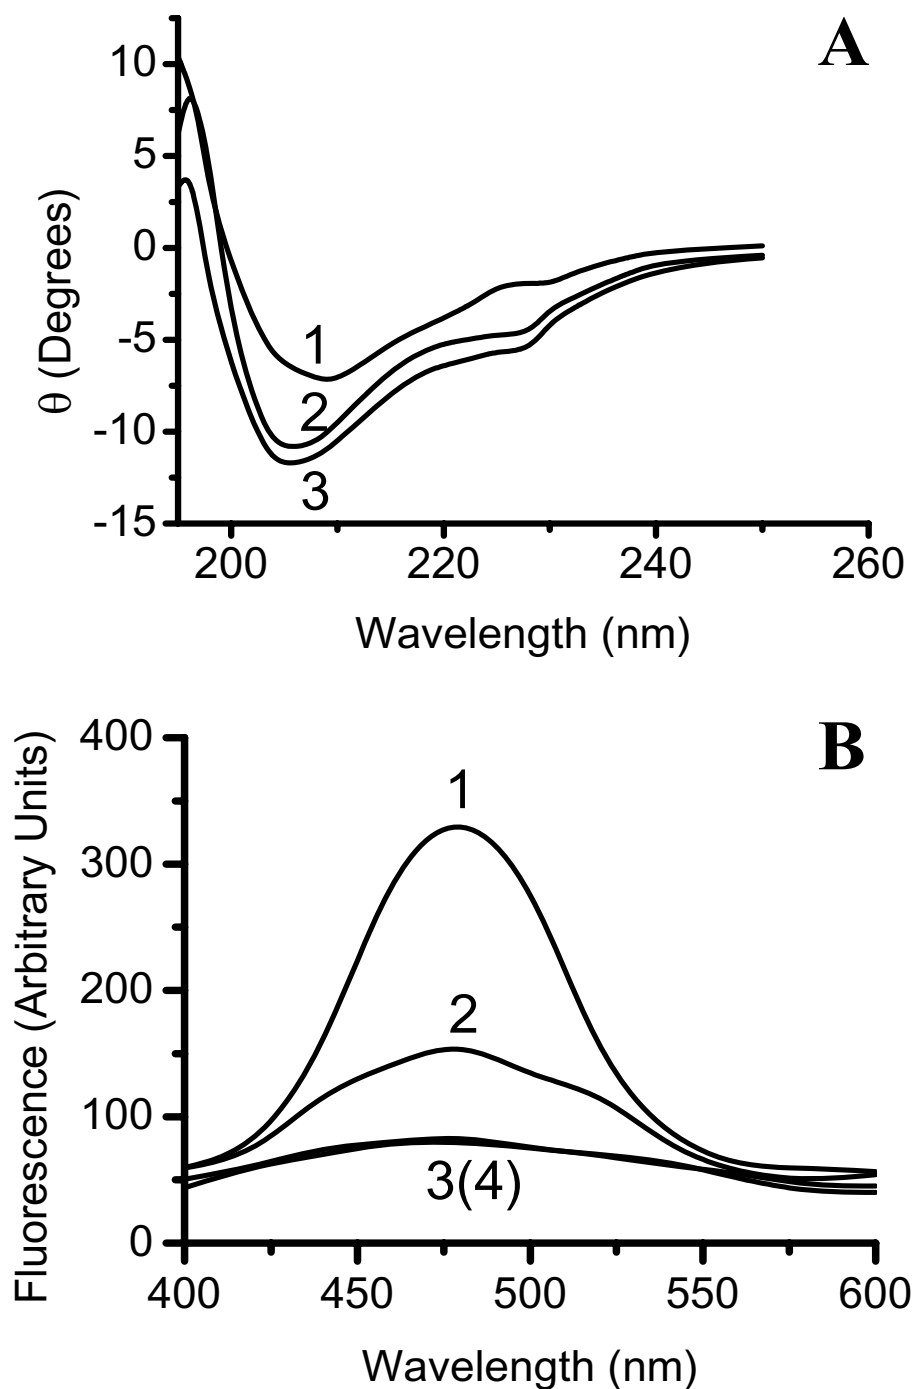 A
10
5
0
-5
-10
-15
θ (Degrees)
1
2
3
200 220 240 260
Wavelength (nm)
B
400
300
200
100
0
Fluorescence (Arbitrary Units)
1
2
3(4)
400 450 500 550 600
Wavelength (nm)